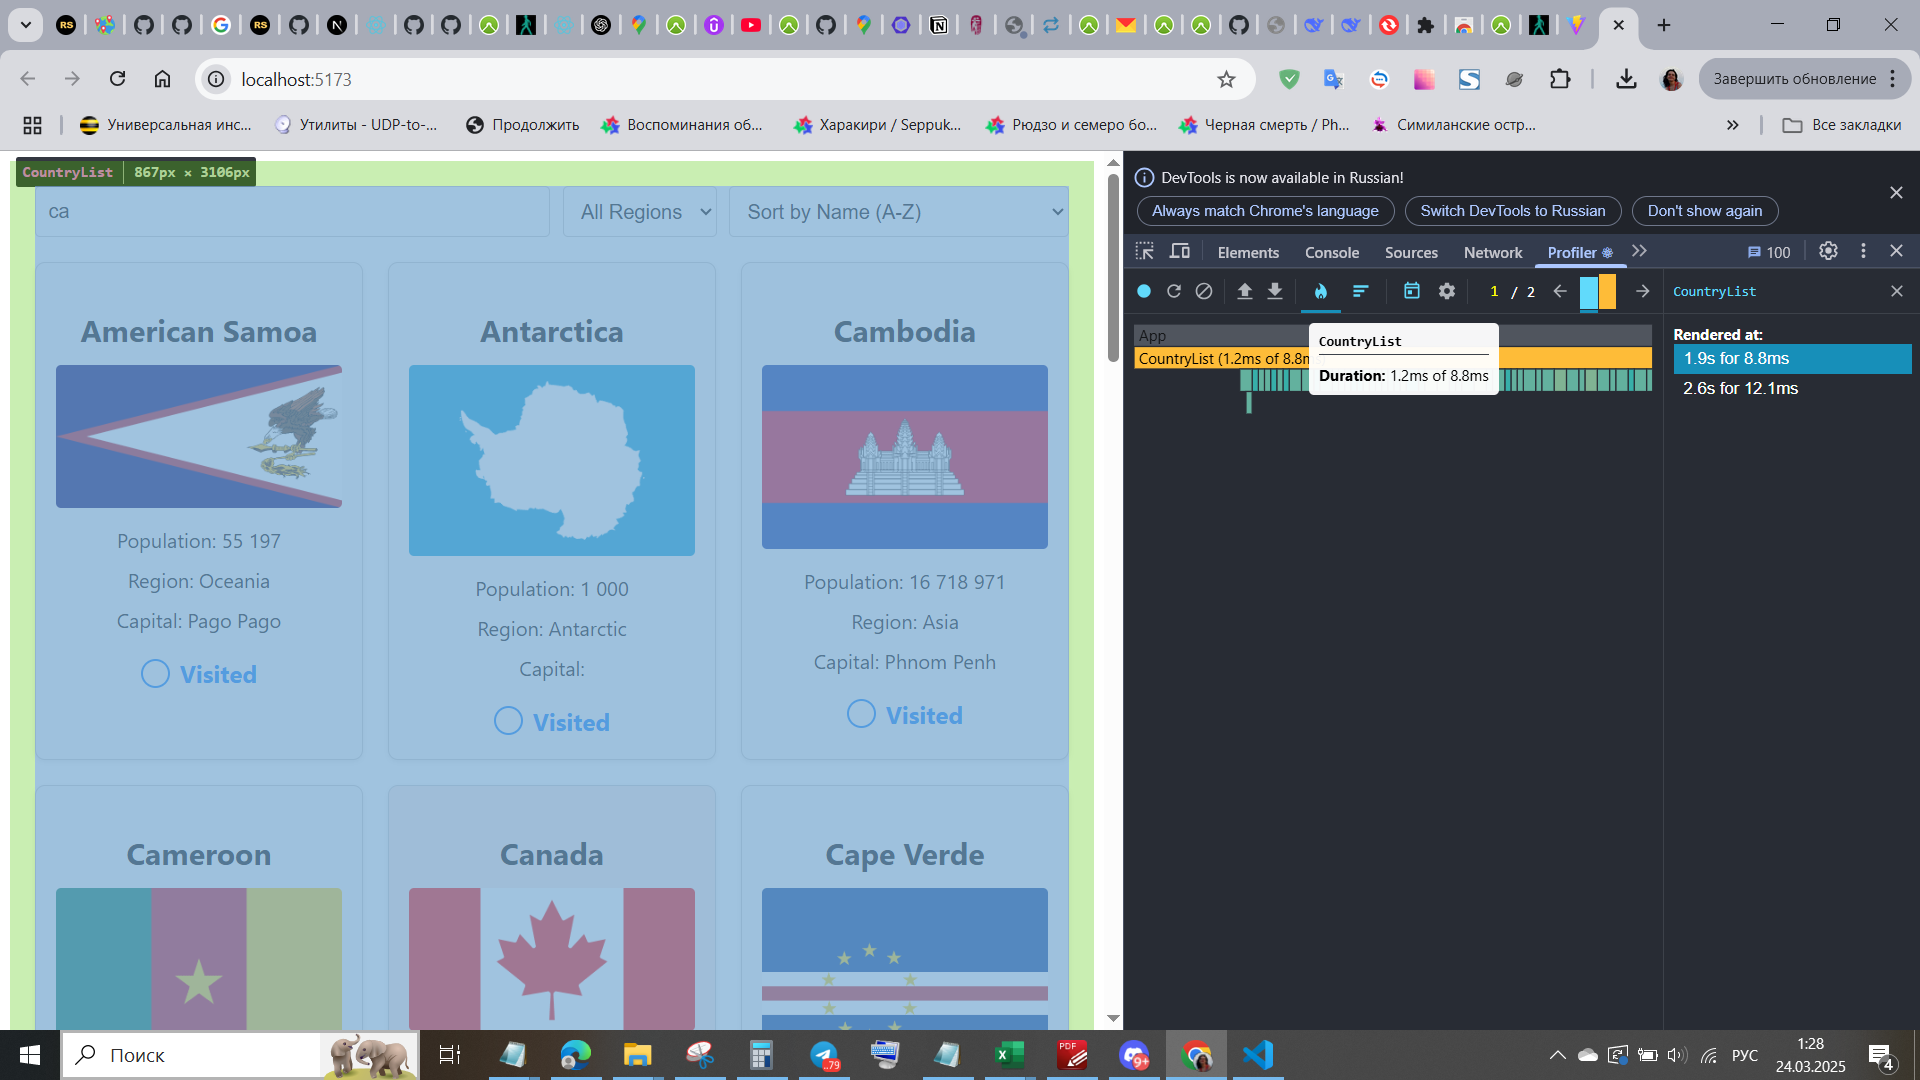 localhost:5173
Завершить обновление
Универсальная инс...
Утилиты - UDP-to-...
Продолжить
Воспоминания об...
Харакири / Seppuk...
Рюдзо и семеро бо...
Черная смерть / Ph...
Симиланские остр...
Все закладки
CountryList 867px × 3106px
ca
All Regions
Sort by Name (A-Z)
American Samoa
Population: 55 197
Region: Oceania
Capital: Pago Pago
Visited
Antarctica
Population: 1 000
Region: Antarctic
Capital:
Visited
Cambodia
Population: 16 718 971
Region: Asia
Capital: Phnom Penh
Visited
Cameroon
Canada
Cape Verde
DevTools is now available in Russian!
Always match Chrome's language
Switch DevTools to Russian
Don't show again
Elements
Console
Sources
Network
Profiler
100
1 / 2
CountryList
App
CountryList (1.2ms of 8.8m
CountryList
Duration: 1.2ms of 8.8ms
Rendered at:
1.9s for 8.8ms
2.6s for 12.1ms
Поиск
PDF
..79
9+
РУС
1:28
24.03.2025
4